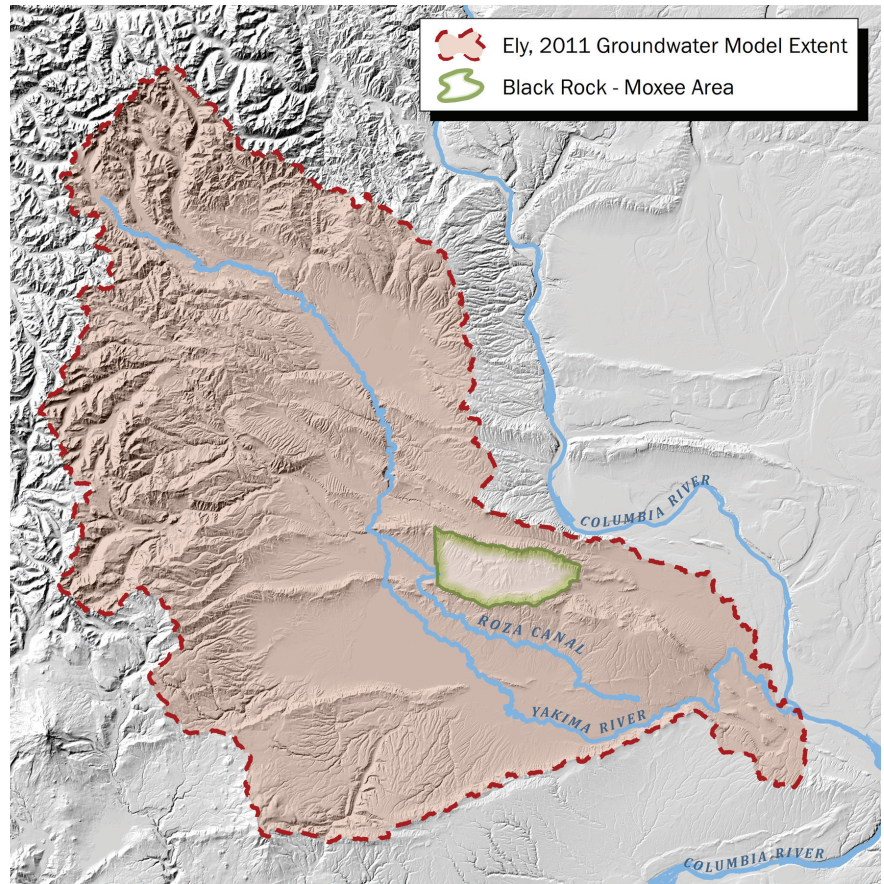 Ely, 2011 Groundwater Model Extent
Black Rock - Moxee Area
COLUMBIA RIVER
ROZA CANAL
YAKIMA RIVER
COLUMBIA RIVER